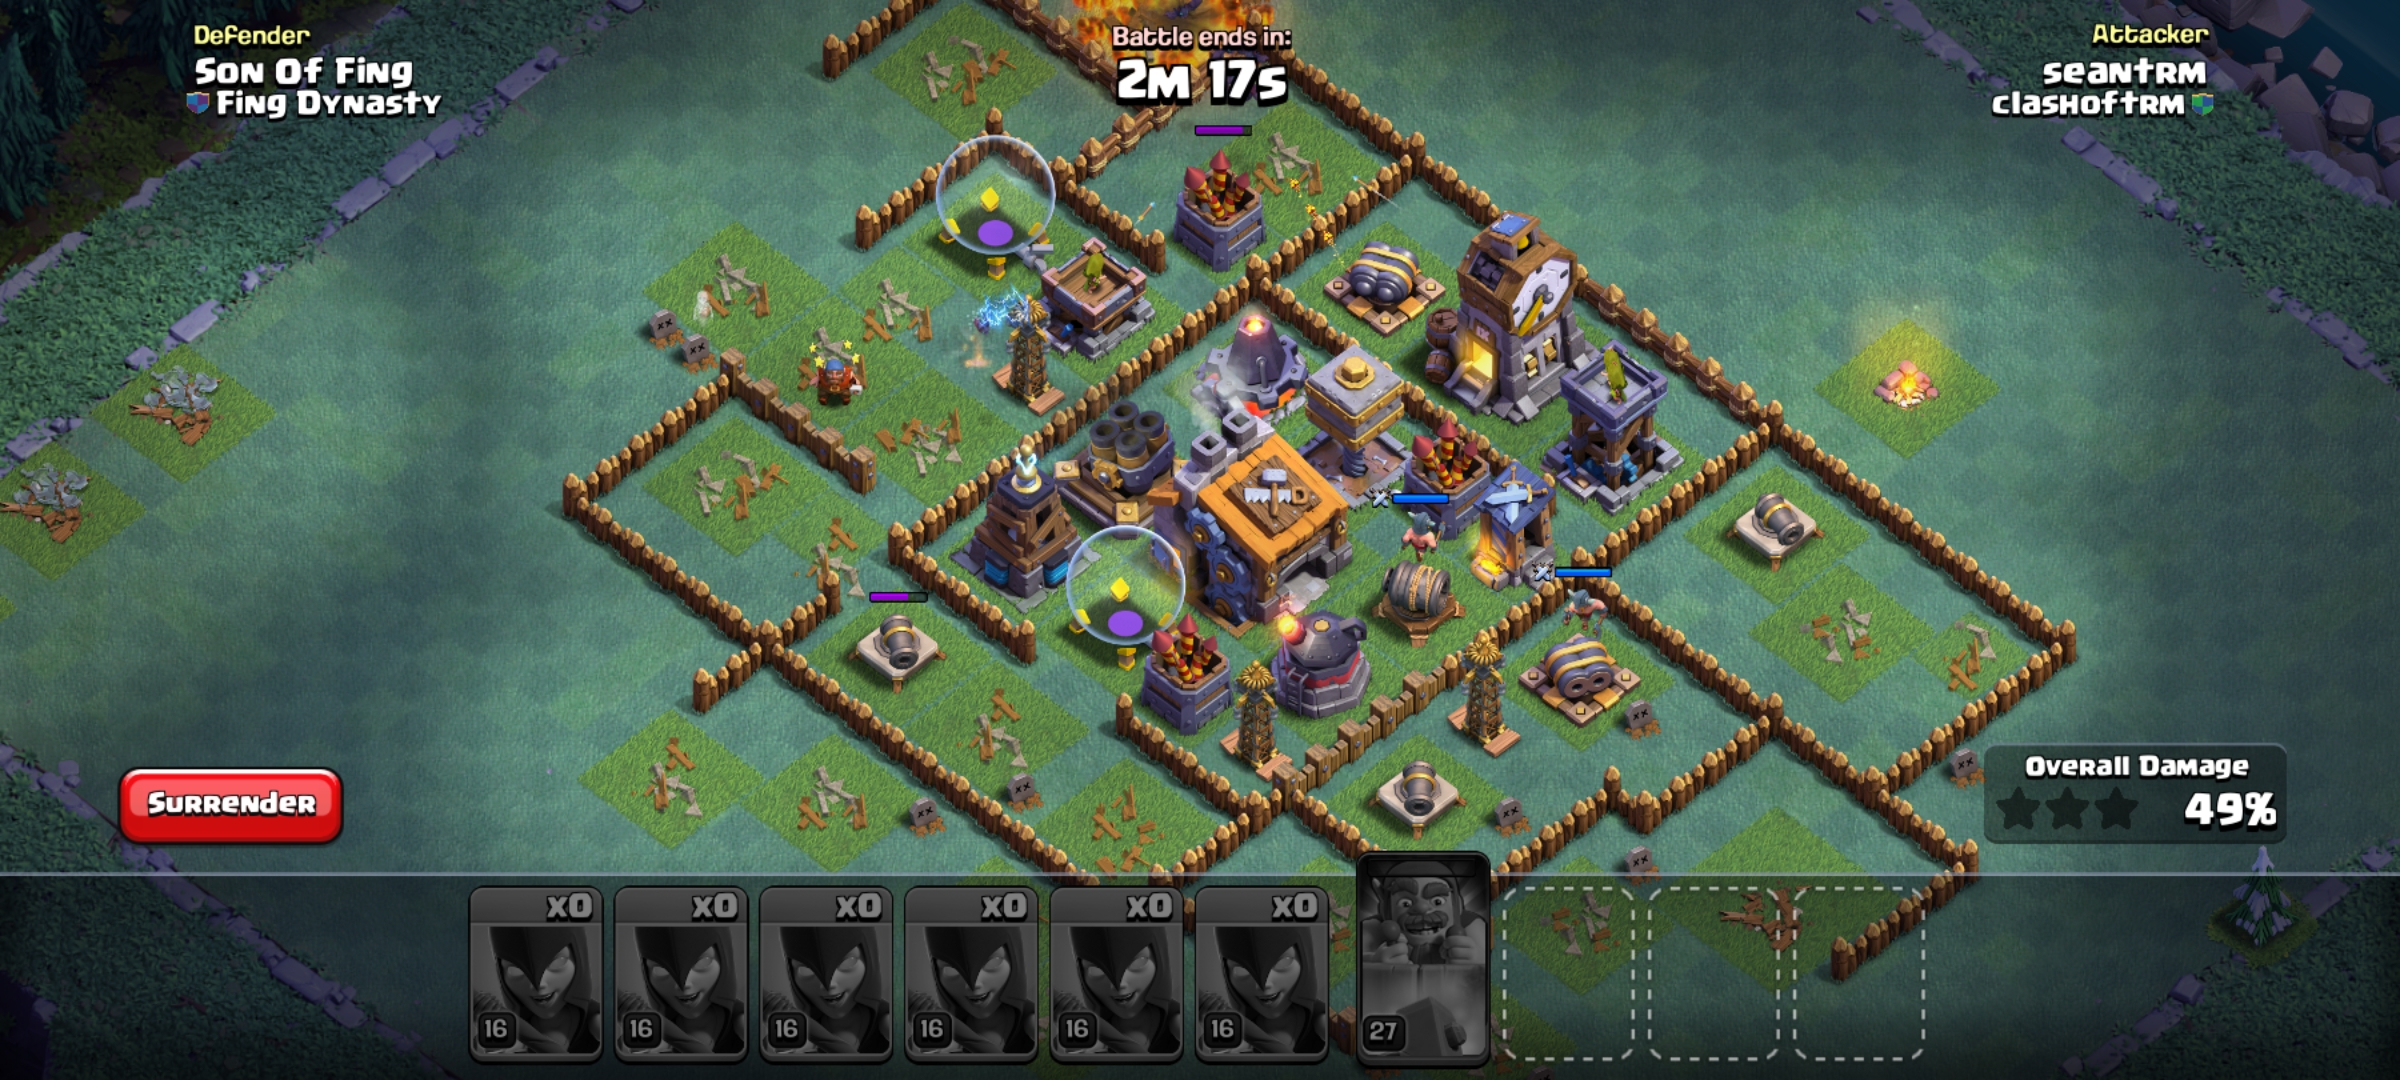 Defender
Son Of Fing
Fing Dynasty
Battle ends in:
2M 17s
Attacker
seantrm
clashoftrm
Surrender
Overall Damage
49%
x0
x0
x0
x0
x0
x0
16
16
16
16
16
16
27